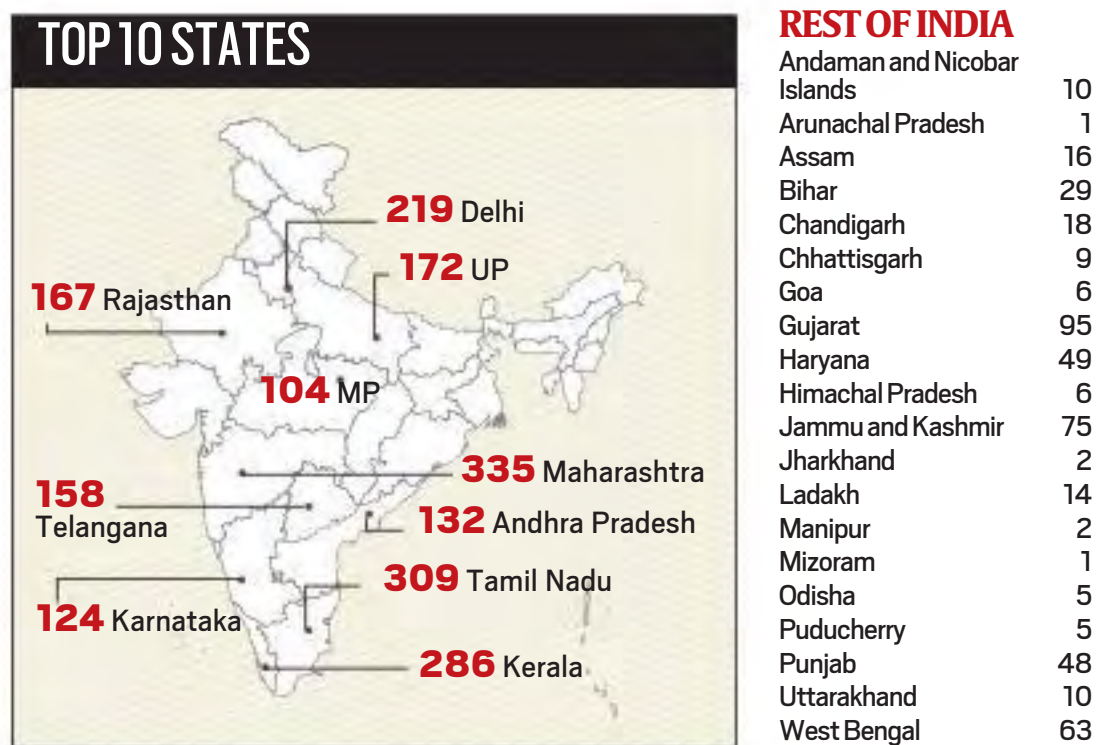 TOP 10 STATES
219 Delhi
172 UP
167 Rajasthan
104 MP
335 Maharashtra
158
Telangana
132 Andhra Pradesh
309 Tamil Nadu
124 Karnataka
286 Kerala
REST OF INDIA
Andaman and Nicobar
Islands 10
Arunachal Pradesh 1
Assam 16
Bihar 29
Chandigarh 18
Chhattisgarh 9
Goa 6
Gujarat 95
Haryana 49
Himachal Pradesh 6
Jammu and Kashmir 75
Jharkhand 2
Ladakh 14
Manipur 2
Mizoram 1
Odisha 5
Puducherry 5
Punjab 48
Uttarakhand 10
West Bengal 63